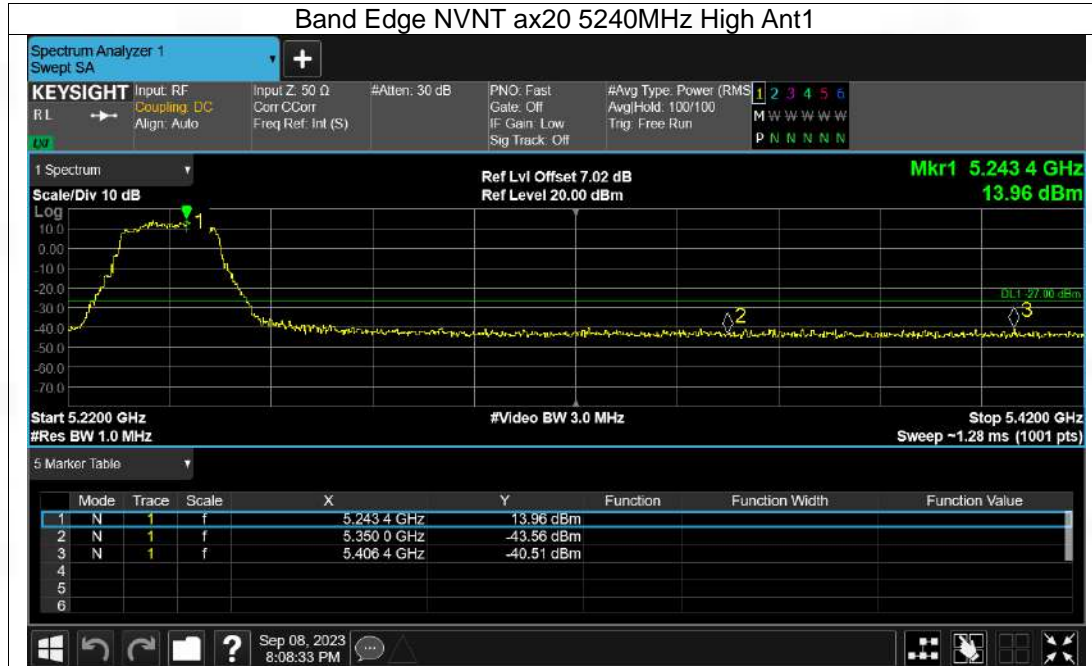 Band Edge NVNT ax20 5240MHz High Ant1
Spectrum Analyzer 1
Swept SA
+
KEYSIGHT Input: RF Input Z: 50 Ω #Atten: 30 dB PNO: Fast #Avg Type: Power (RMS 1 2 3 4 5 6
RL Coupling: DC Corr CCorr Gate: Off Avg|Hold: 100/100 M W W W W W
Align: Auto Freq Ref: Int (S) IF Gain: Low Trig: Free Run
LXI Sig Track: Off P N N N N N
1 Spectrum Ref Lvl Offset 7.02 dB Mkr1 5.243 4 GHz
Scale/Div 10 dB Ref Level 20.00 dBm 13.96 dBm
Log
10.0 1
0.00
-10.0
-20.0 DL1 -27.00 dBm
-30.0 2 3
-40.0
-50.0
-60.0
-70.0
Start 5.2200 GHz #Video BW 3.0 MHz Stop 5.4200 GHz
#Res BW 1.0 MHz Sweep ~1.28 ms (1001 pts)
5 Marker Table
Mode Trace Scale X Y Function Function Width Function Value
1 N 1 f 5.243 4 GHz 13.96 dBm
2 N 1 f 5.350 0 GHz -43.56 dBm
3 N 1 f 5.406 4 GHz -40.51 dBm
4
5
6
? Sep 08, 2023
8:08:33 PM